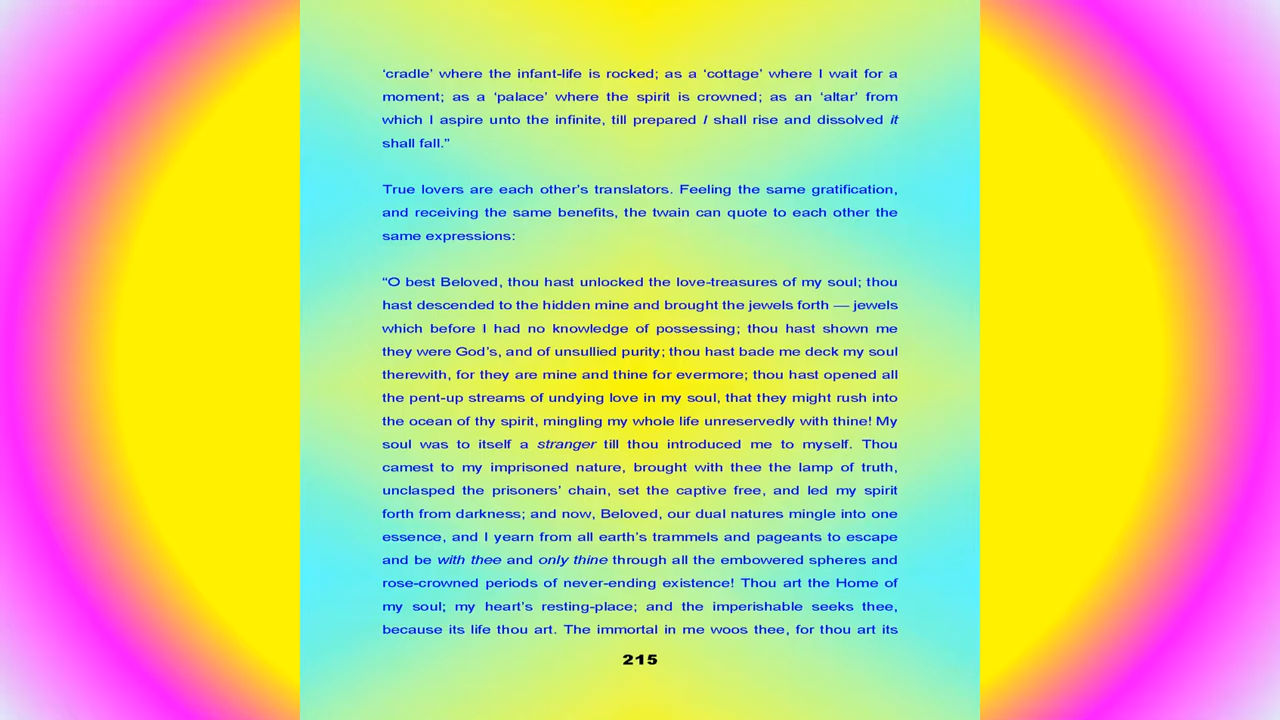 ‘cradle’ where the infant-life is rocked; as a ‘cottage’ where I wait for a
moment; as a ‘palace’ where the spirit is crowned; as an ‘altar’ from
which I aspire unto the infinite, till prepared I shall rise and dissolved it
shall fall.”
True lovers are each other’s translators. Feeling the same gratification,
and receiving the same benefits, the twain can quote to each other the
same expressions:
“O best Beloved, thou hast unlocked the love-treasures of my soul; thou
hast descended to the hidden mine and brought the jewels forth — jewels
which before I had no knowledge of possessing; thou hast shown me
they were God’s, and of unsullied purity; thou hast bade me deck my soul
therewith, for they are mine and thine for evermore; thou hast opened all
the pent-up streams of undying love in my soul, that they might rush into
the ocean of thy spirit, mingling my whole life unreservedly with thine! My
soul was to itself a stranger till thou introduced me to myself. Thou
camest to my imprisoned nature, brought with thee the lamp of truth,
unclasped the prisoners’ chain, set the captive free, and led my spirit
forth from darkness; and now, Beloved, our dual natures mingle into one
essence, and I yearn from all earth’s trammels and pageants to escape
and be with thee and only thine through all the embowered spheres and
rose-crowned periods of never-ending existence! Thou art the Home of
my soul; my heart’s resting-place; and the imperishable seeks thee,
because its life thou art. The immortal in me woos thee, for thou art its
215